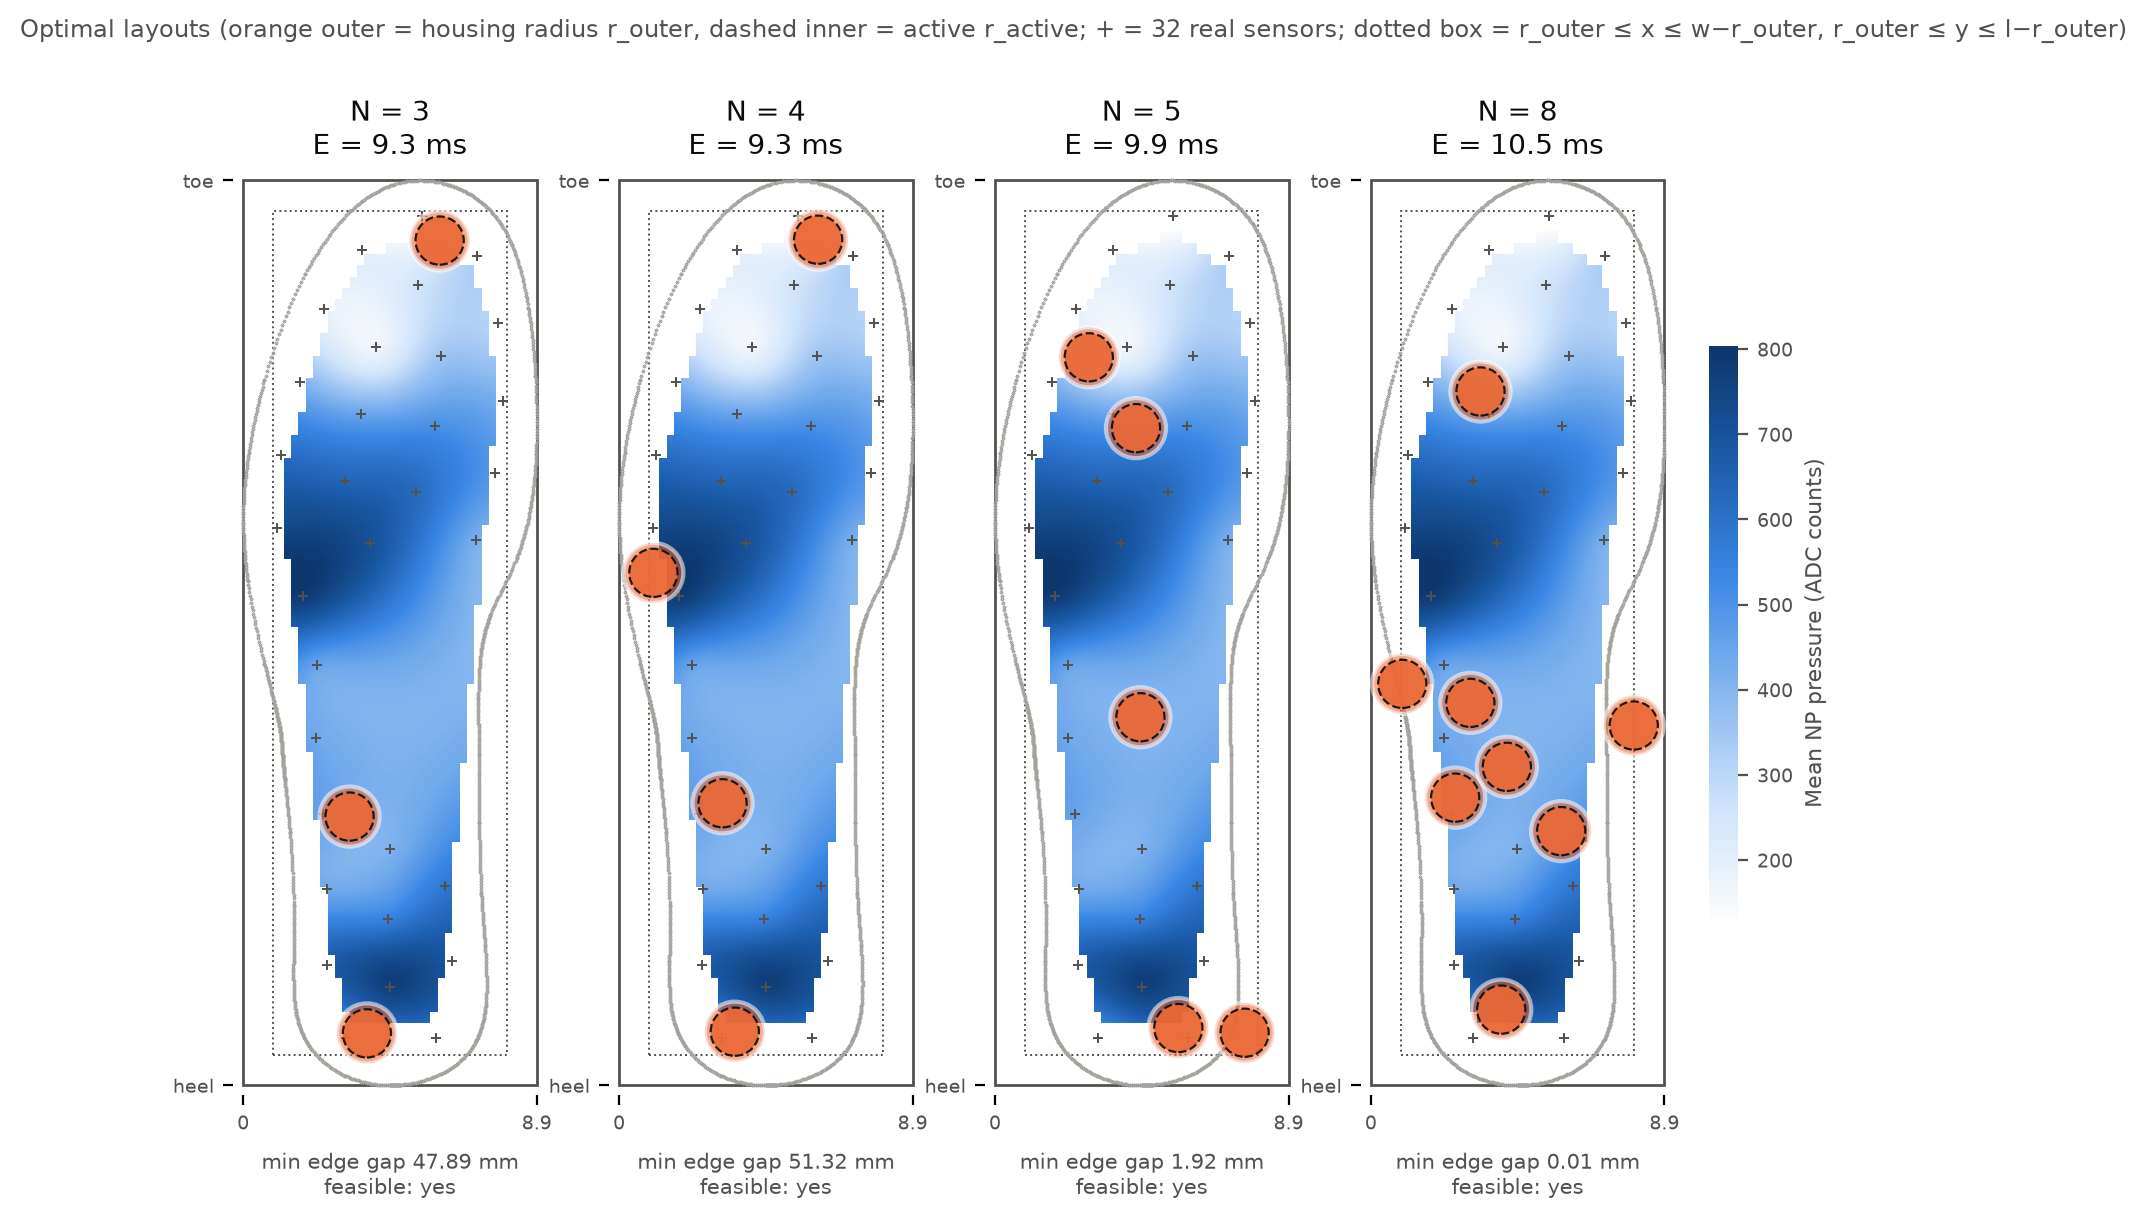 Optimal layouts (orange outer = housing radius r_outer, dashed inner = active r_active; + = 32 real sensors; dotted box = r_outer ≤ x ≤ w−r_outer, r_outer ≤ y ≤ l−r_outer)
N = 3
E = 9.3 ms
N = 4
E = 9.3 ms
N = 5
E = 9.9 ms
N = 8
E = 10.5 ms
toe
toe
toe
toe
heel
heel
heel
heel
0 8.9
0 8.9
0 8.9
0 8.9
min edge gap 47.89 mm
feasible: yes
min edge gap 51.32 mm
feasible: yes
min edge gap 1.92 mm
feasible: yes
min edge gap 0.01 mm
feasible: yes
800
700
600
500
400
300
200
Mean NP pressure (ADC counts)